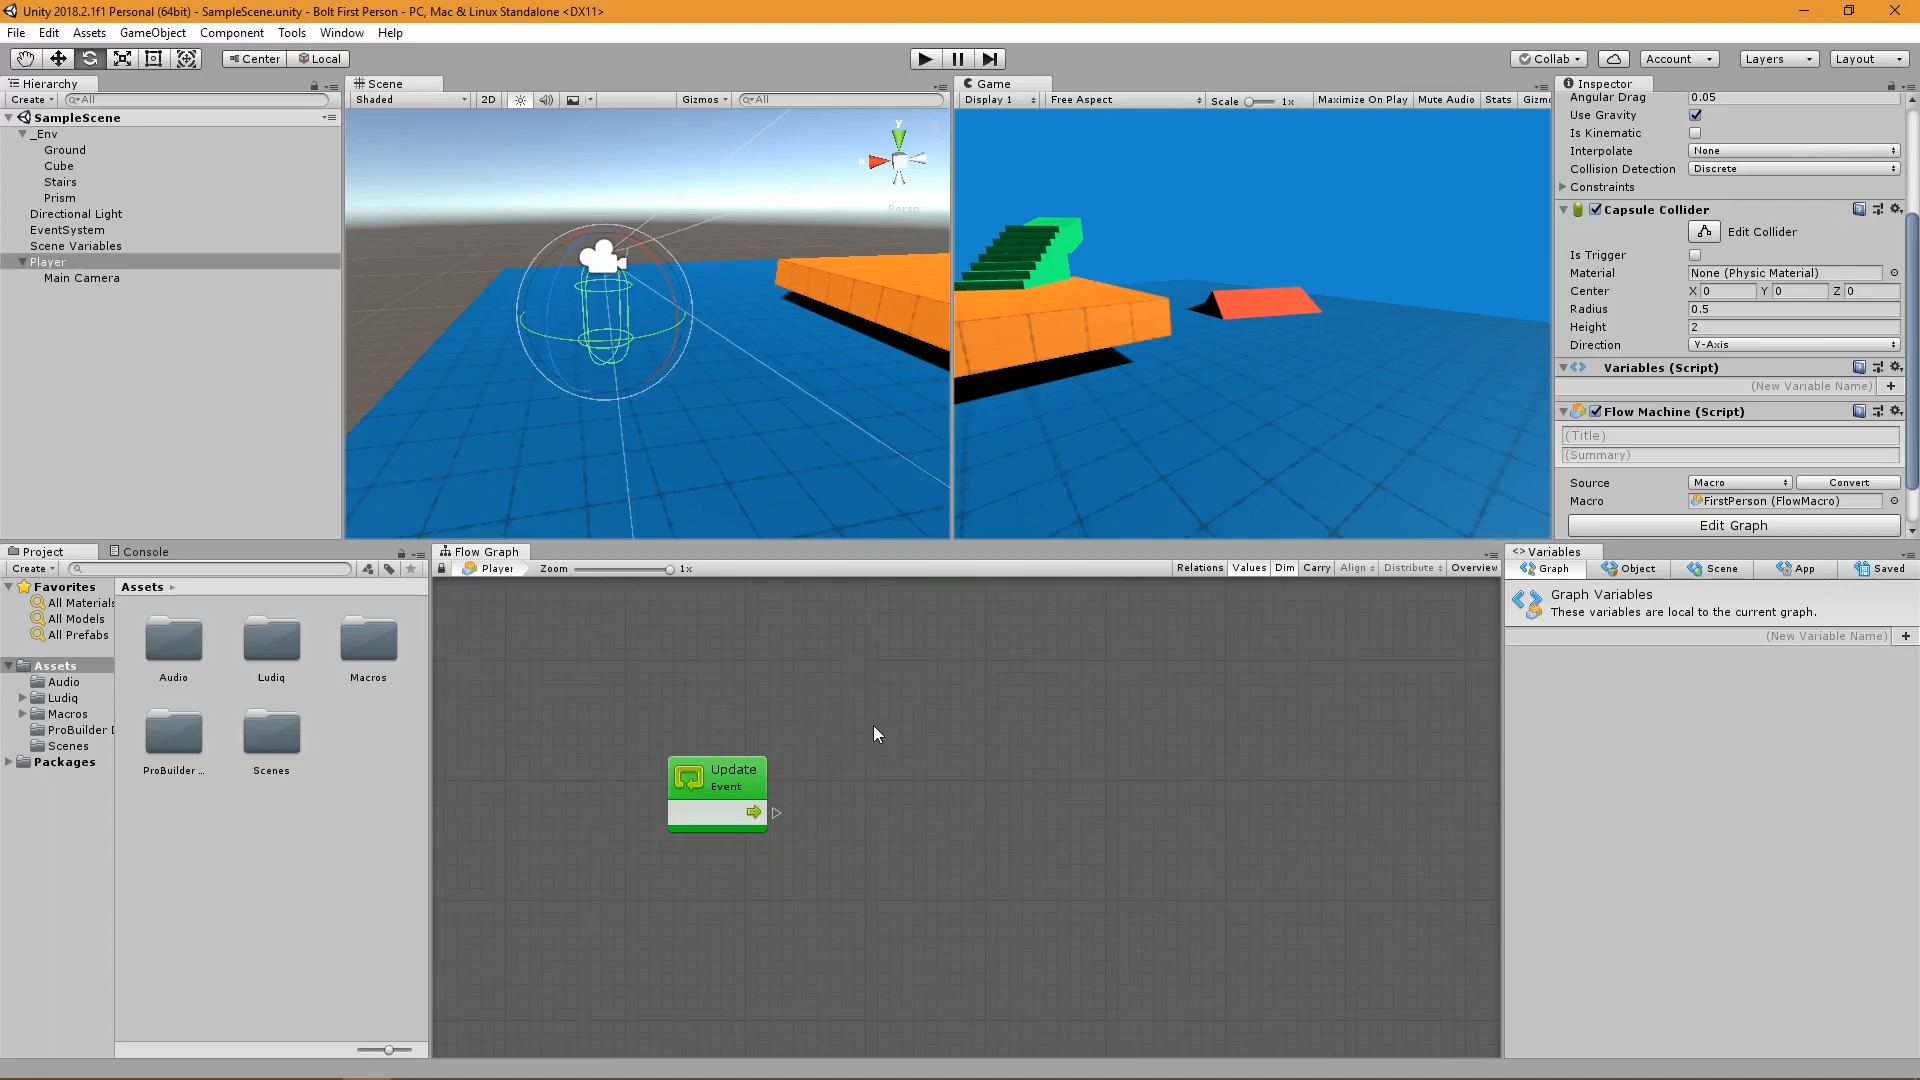 Unity 2018.2.1f1 Personal (64bit) - SampleScene.unity - Bolt First Person - PC, Mac & Linux Standalone <DX11>
File Edit Assets GameObject Component Tools Window Help
Center Local
Collab Account Layers Layout
Hierarchy
Create All
SampleScene
_Env
Ground
Cube
Stairs
Prism
Directional Light
EventSystem
Scene Variables
Player
Main Camera
Scene
Shaded 2D Gizmos All
y
x
Persp
Game
Display 1 Free Aspect Scale 1x Maximize On Play Mute Audio Stats Gizmo
Inspector
Angular Drag 0.05
Use Gravity
Is Kinematic
Interpolate None
Collision Detection Discrete
Constraints
Capsule Collider
Edit Collider
Is Trigger
Material None (Physic Material)
Center X 0 Y 0 Z 0
Radius 0.5
Height 2
Direction Y-Axis
Variables (Script)
(New Variable Name) +
Flow Machine (Script)
(Title)
(Summary)
Source Macro Convert
Macro FirstPerson (FlowMacro)
Edit Graph
Project Console
Create
Favorites
All Materials
All Models
All Prefabs
Assets
Audio
Ludiq
Macros
ProBuilder D
Scenes
Packages
Assets
Audio Ludiq Macros
ProBuilder ... Scenes
Flow Graph
Player Zoom 1x Relations Values Dim Carry Align Distribute Overview
Update
Event
<> Variables
Graph Object Scene App Saved
Graph Variables
These variables are local to the current graph.
(New Variable Name) +